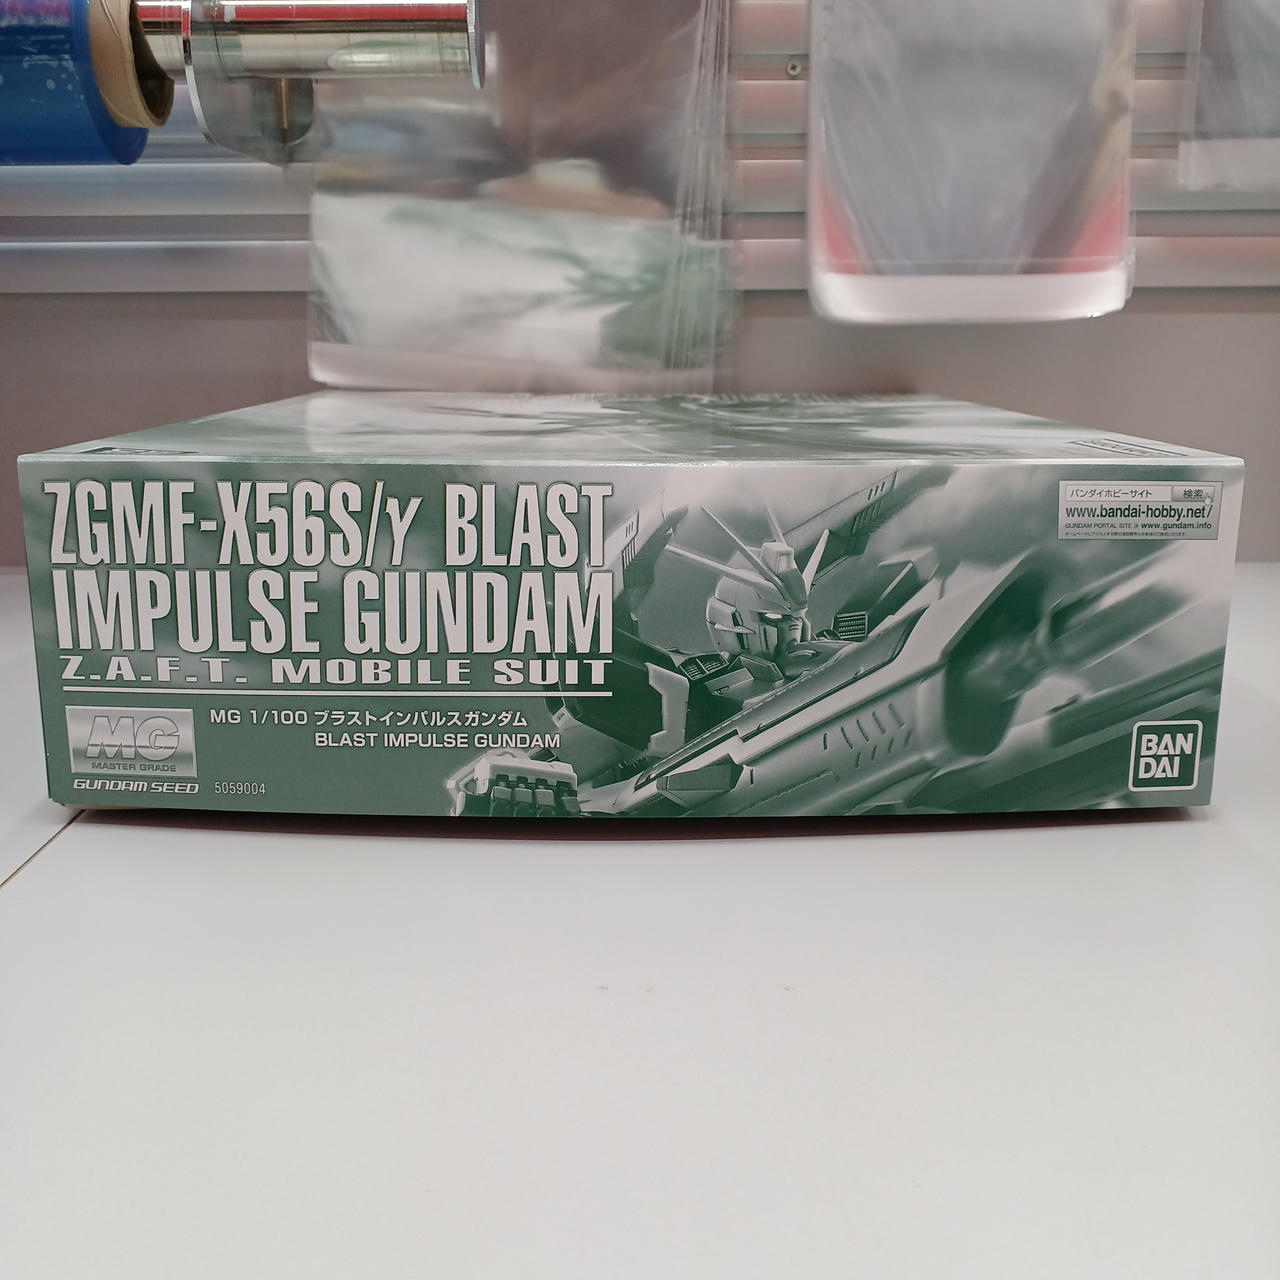 ZGMF-X56S/γ BLAST
IMPULSE GUNDAM
Z.A.F.T. MOBILE SUIT
MG
MASTER GRADE
GUNDAM SEED
MG 1/100 ブラストインパルスガンダム
BLAST IMPULSE GUNDAM
5059004
バンダイホビーサイト 検索
www.bandai-hobby.net/
GUNDAM PORTAL SITE www.gundam.info
BAN
DAI